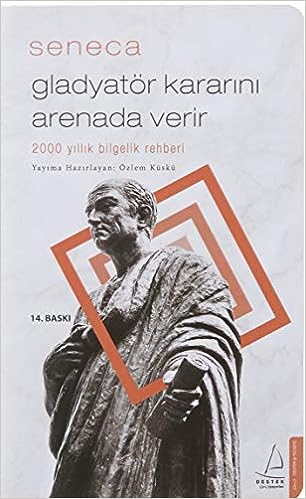 seneca
gladyatör kararını
arenada verir
2000 yıllık bilgelik rehberi
Yayıma Hazırlayan: Özlem Küskü
14. BASKI
DESTEK